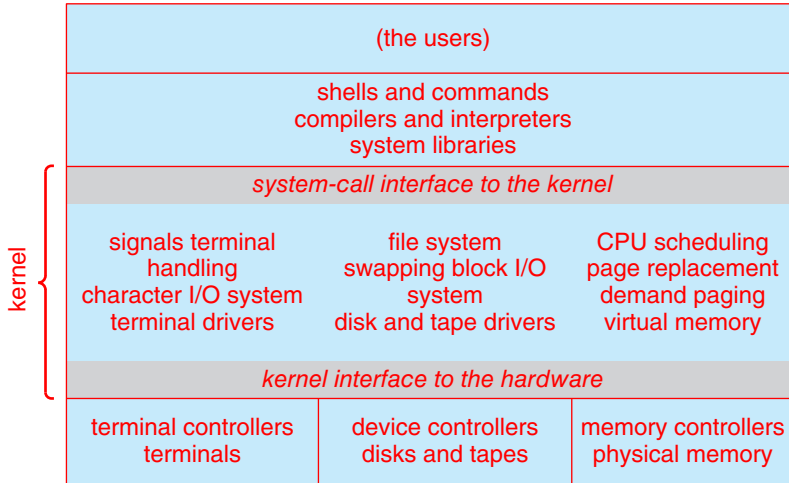 (the users)
shells and commands
compilers and interpreters
system libraries
system-call interface to the kernel
kernel
signals terminal
handling
character I/O system
terminal drivers
file system
swapping block I/O
system
disk and tape drivers
CPU scheduling
page replacement
demand paging
virtual memory
kernel interface to the hardware
terminal controllers
terminals
device controllers
disks and tapes
memory controllers
physical memory